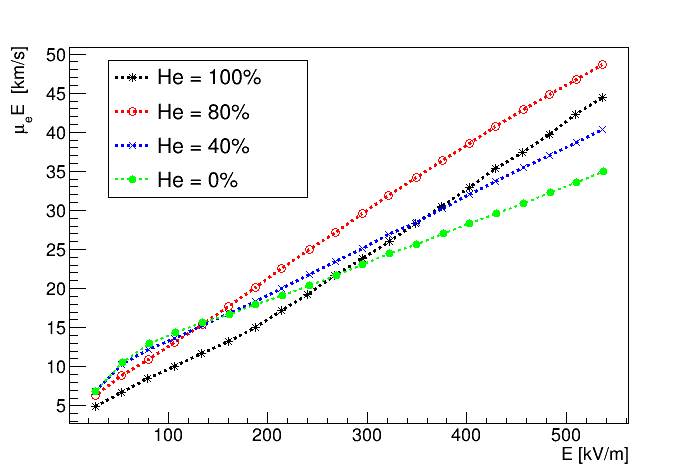 μ_e E [km/s]
50
45
40
35
30
25
20
15
10
5
He = 100%
He = 80%
He = 40%
He = 0%
100 200 300 400 500
E [kV/m]